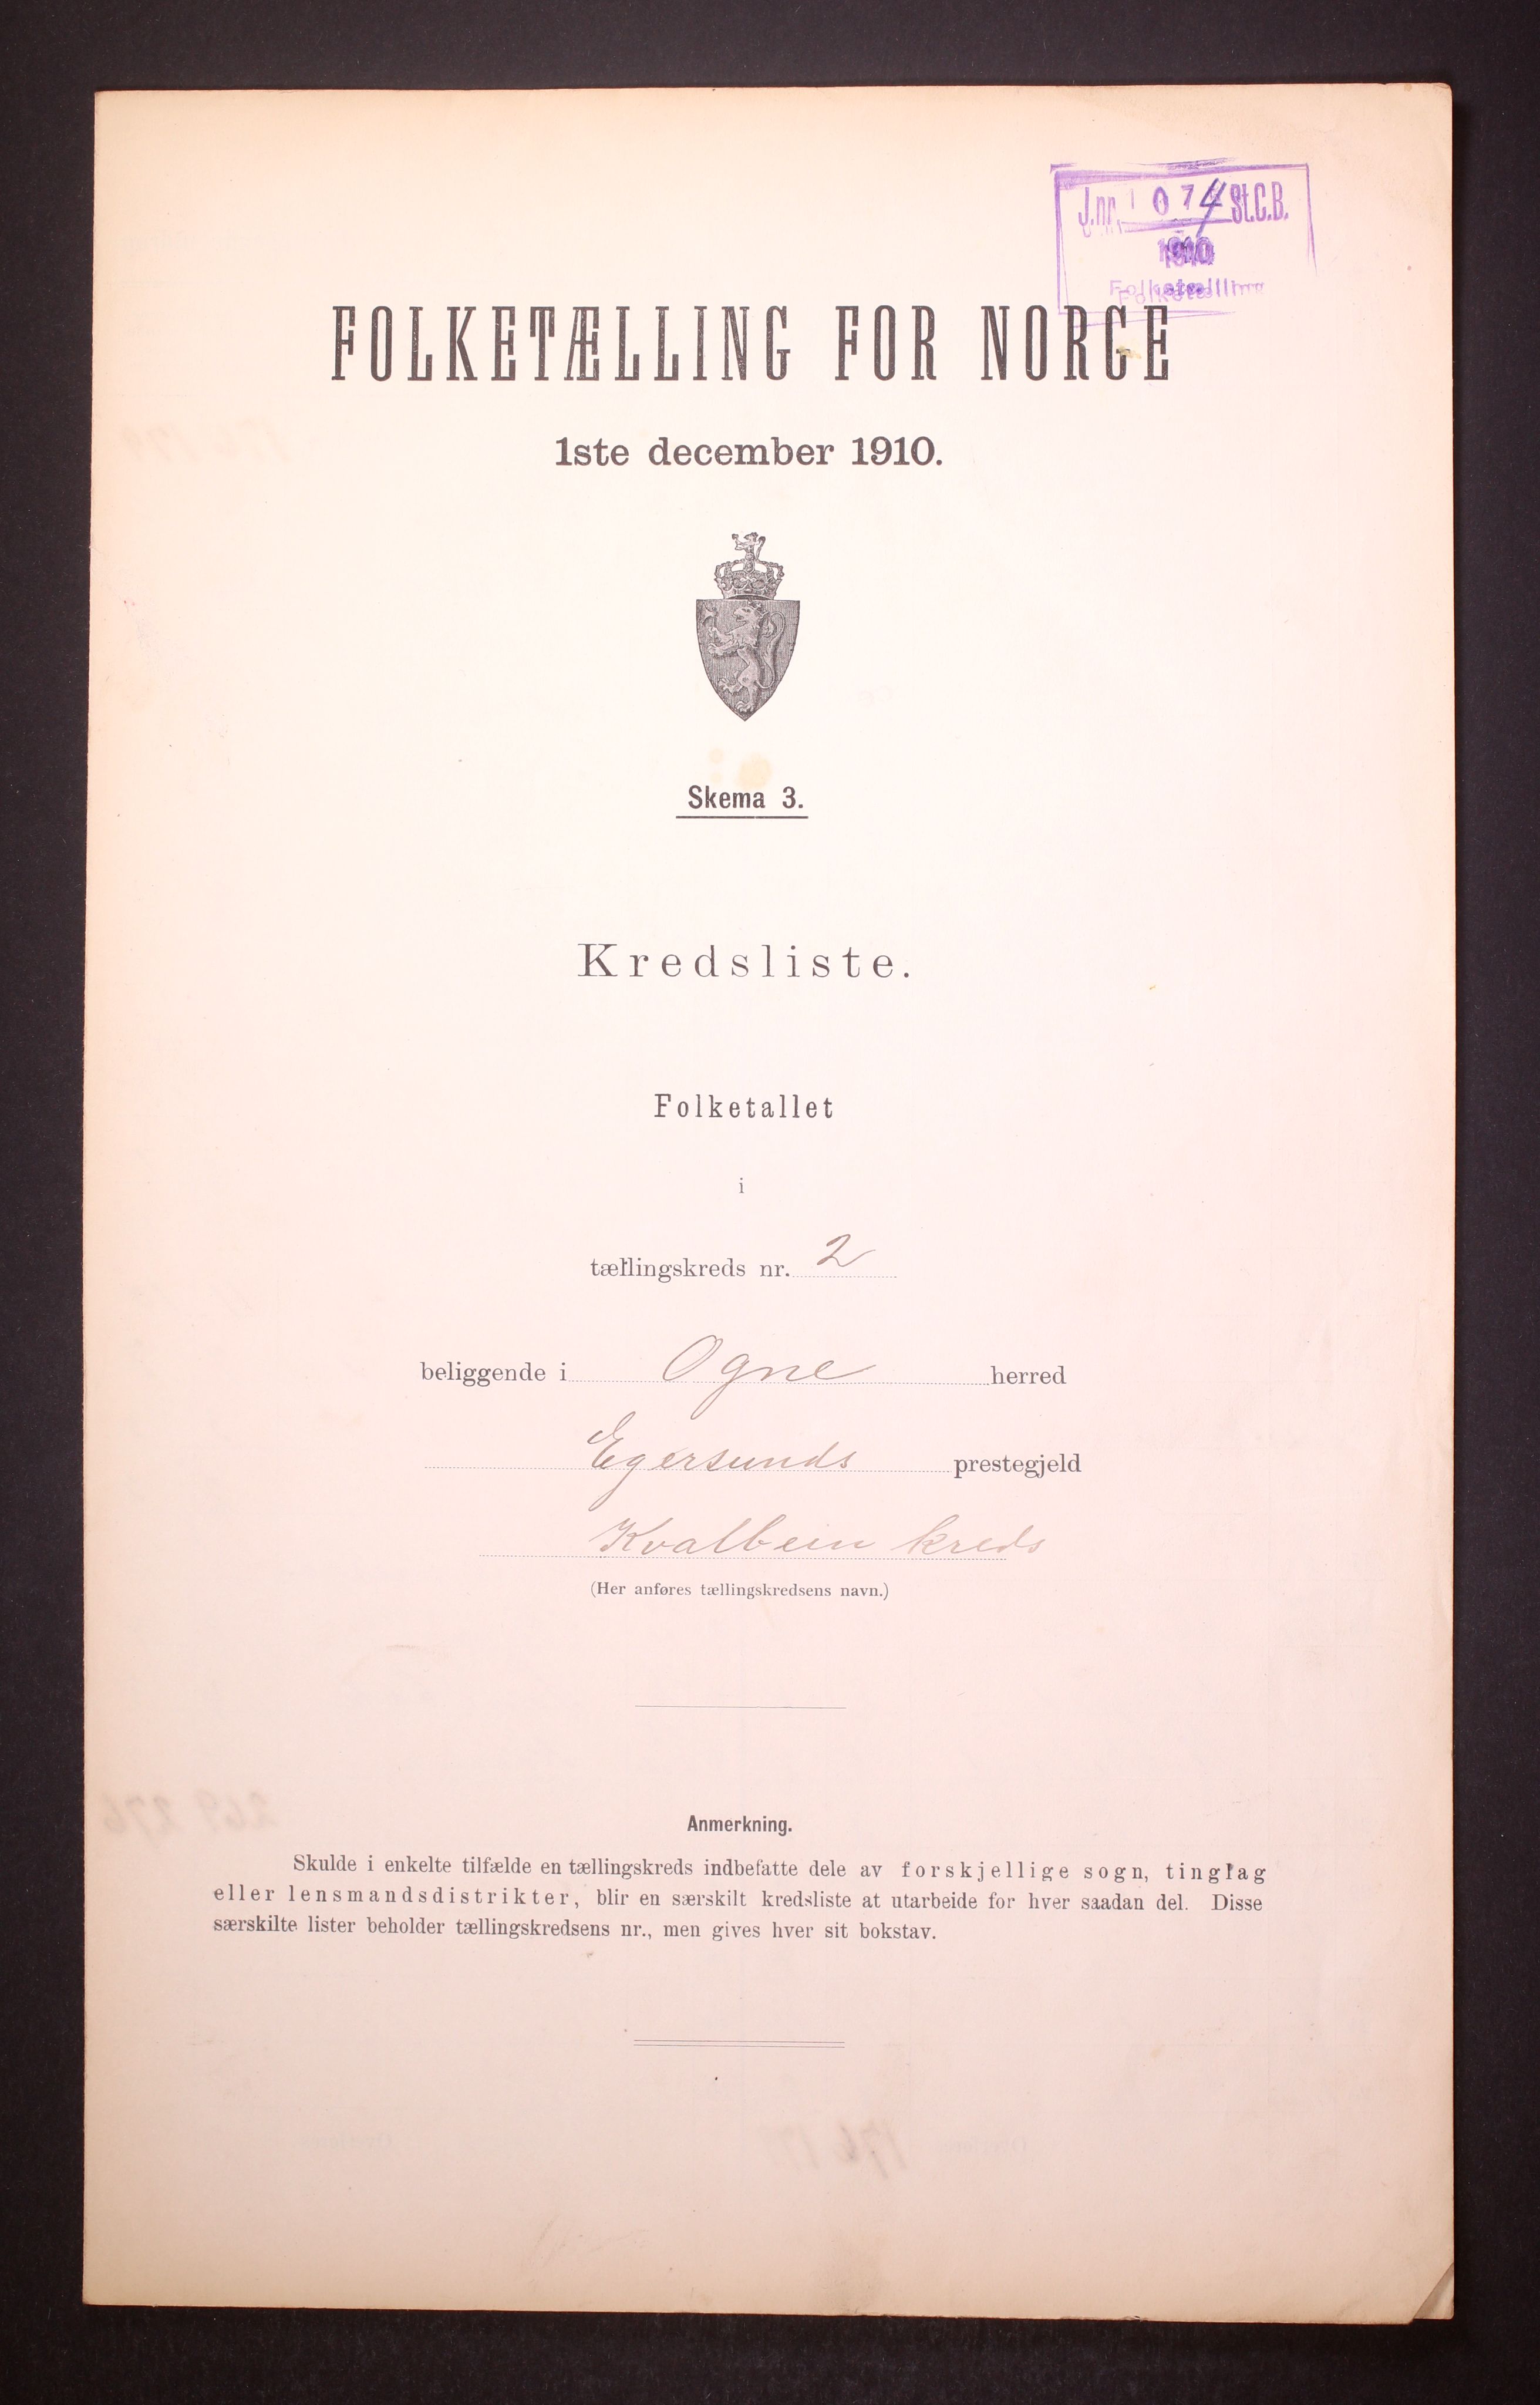 J.nr. 1074 St.C.B.
1910
Folketælling
FOLKETÆLLING FOR NORGE
1ste december 1910.
Skema 3.
Kredsliste.
Folketallet
i
tællingskreds nr. 2
beliggende i Ogne herred
Egersunds prestegjeld
Kvalbein kreds
(Her anføres tællingskredsens navn.)
Anmerkning.
Skulde i enkelte tilfælde en tællingskreds indbefatte dele av forskjellige sogn, tinglag
eller lensmandsdistrikter, blir en særskilt kredsliste at utarbeide for hver saadan del. Disse
særskilte lister beholder tællingskredsens nr., men gives hver sit bokstav.